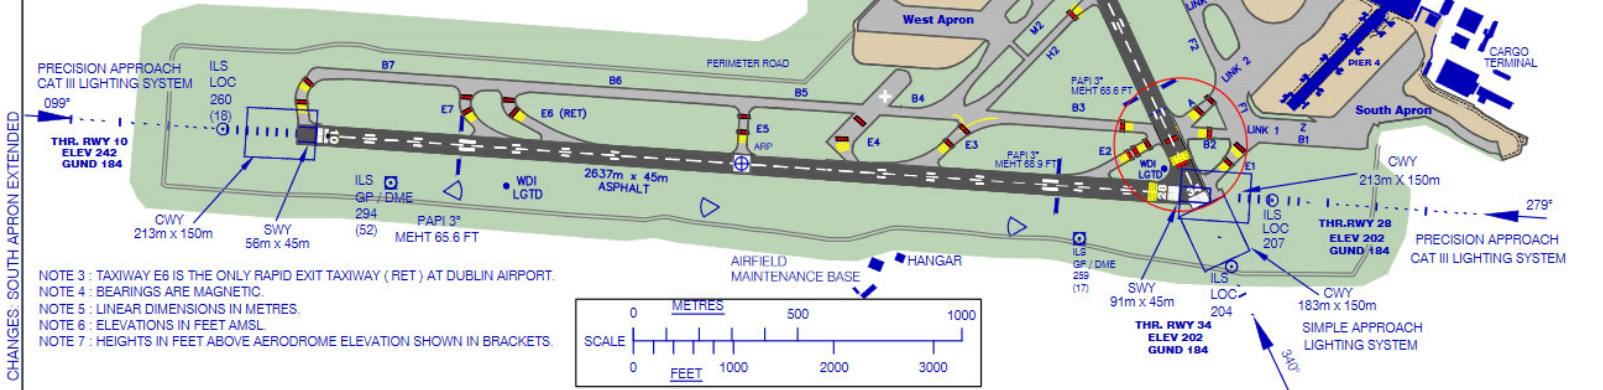 CHANGES: SOUTH APRON EXTENDED
West Apron
M2
H2
LINK
F2
LINK 2
F1
PIER 4
CARGO
TERMINAL
South Apron
PRECISION APPROACH
CAT III LIGHTING SYSTEM
099°
THR. RWY 10
ELEV 242
GUND 184
ILS
LOC
260
(18)
B7
B6
PERIMETER ROAD
B5
B4
B3
PAPI 3°
MEHT 65.6 FT
A
LINK 1
Z
B1
B2
E7
E6 (RET)
E5
ARP
E4
E3
E2
E1
PAPI 3°
MEHT 68.9 FT
WDI
LGTD
10
28
2637m x 45m
ASPHALT
ILS
GP / DME
294
(52)
WDI
LGTD
CWY
213m X 150m
SWY
56m x 45m
PAPI 3°
MEHT 65.6 FT
CWY
213m X 150m
279°
ILS
LOC
207
THR.RWY 28
ELEV 202
GUND 184
PRECISION APPROACH
CAT III LIGHTING SYSTEM
AIRFIELD
MAINTENANCE BASE
HANGAR
ILS
GP / DME
259
(17)
SWY
91m x 45m
ILS
LOC
204
CWY
183m x 150m
THR. RWY 34
ELEV 202
GUND 184
SIMPLE APPROACH
LIGHTING SYSTEM
340°
NOTE 3 : TAXIWAY E6 IS THE ONLY RAPID EXIT TAXIWAY ( RET ) AT DUBLIN AIRPORT.
NOTE 4 : BEARINGS ARE MAGNETIC.
NOTE 5 : LINEAR DIMENSIONS IN METRES.
NOTE 6 : ELEVATIONS IN FEET AMSL.
NOTE 7 : HEIGHTS IN FEET ABOVE AERODROME ELEVATION SHOWN IN BRACKETS.
METRES
0 500 1000
SCALE
0 1000 2000 3000
FEET